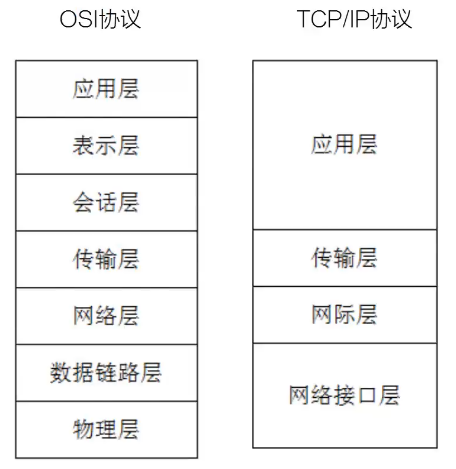 OSI协议
应用层
表示层
会话层
传输层
网络层
数据链路层
物理层
TCP/IP协议
应用层
传输层
网际层
网络接口层